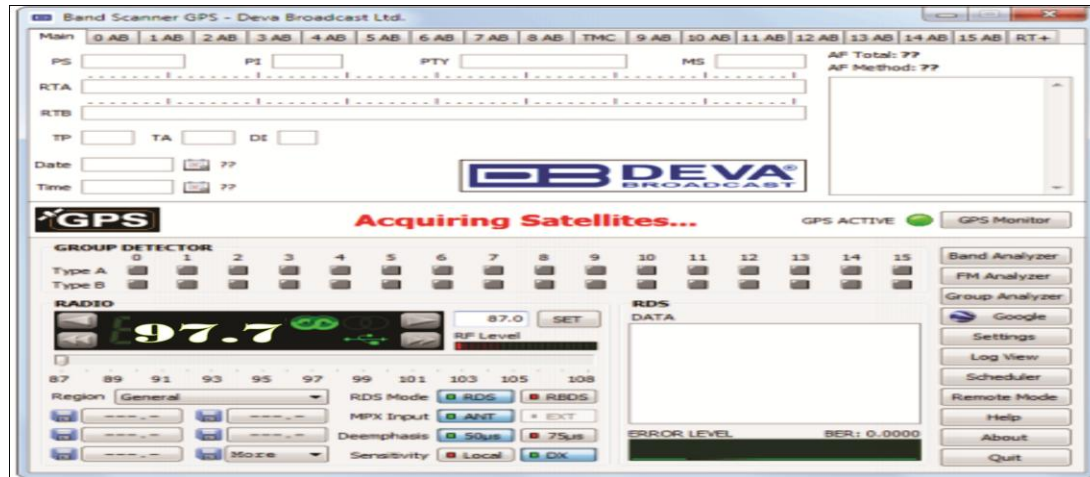 Band Scanner GPS - Deva Broadcast Ltd.
Main 0 AB 1 AB 2 AB 3 AB 4 AB 5 AB 6 AB 7 AB 8 AB TMC 9 AB 10 AB 11 AB 12 AB 13 AB 14 AB 15 AB RT+
PS PI PTY MS AF Total: ??
AF Method: ??
RTA
RTB
TP TA DI
Date ??
Time ??
DEVA
BROADCAST
GPS Acquiring Satellites... GPS ACTIVE GPS Monitor
GROUP DETECTOR
0 1 2 3 4 5 6 7 8 9 10 11 12 13 14 15
Type A
Type B
Band Analyzer
FM Analyzer
Group Analyzer
Google
Settings
Log View
Scheduler
Remote Mode
Help
About
Quit
RADIO
97.7
87.0 SET
RF Level
87 89 91 93 95 97 99 101 103 105 108
Region General RDS Mode RDS RBDS
---.- ---.- MPX Input ANT EXT
---.- ---.- Deemphasis 50µs 75µs
---.- More Sensitivity Local DX
RDS
DATA
ERROR LEVEL BER: 0.0000